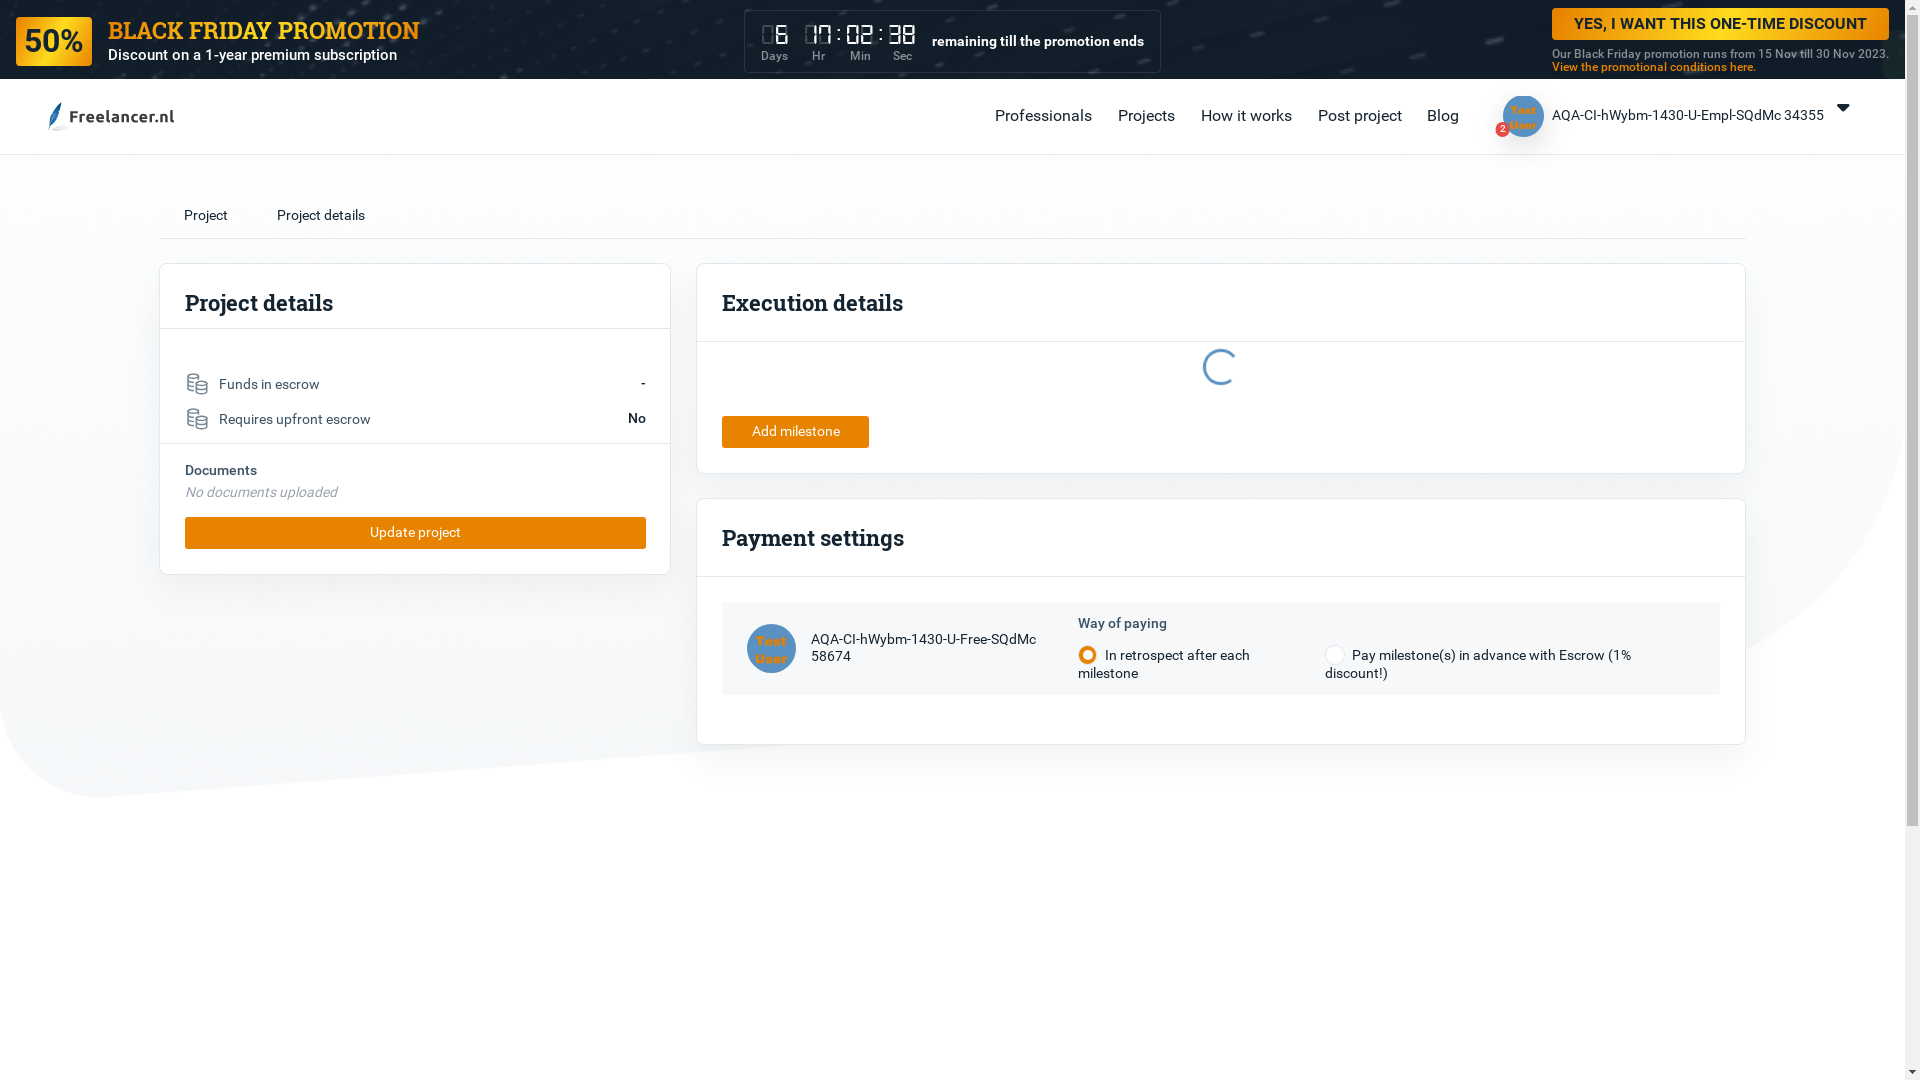 50%
BLACK FRIDAY PROMOTION
Discount on a 1-year premium subscription
6 17 : 02 : 38
Days Hr Min Sec
remaining till the promotion ends
YES, I WANT THIS ONE-TIME DISCOUNT
Our Black Friday promotion runs from 15 Nov till 30 Nov 2023.
View the promotional conditions here.
Freelancer.nl
Professionals
Projects
How it works
Post project
Blog
Test
User
2
AQA-CI-hWybm-1430-U-Empl-SQdMc 34355
Project
Project details
Project details
Funds in escrow -
Requires upfront escrow No
Documents
No documents uploaded
Update project
Execution details
Add milestone
Payment settings
Test
User
AQA-CI-hWybm-1430-U-Free-SQdMc
58674
Way of paying
In retrospect after each
milestone
Pay milestone(s) in advance with Escrow (1%
discount!)